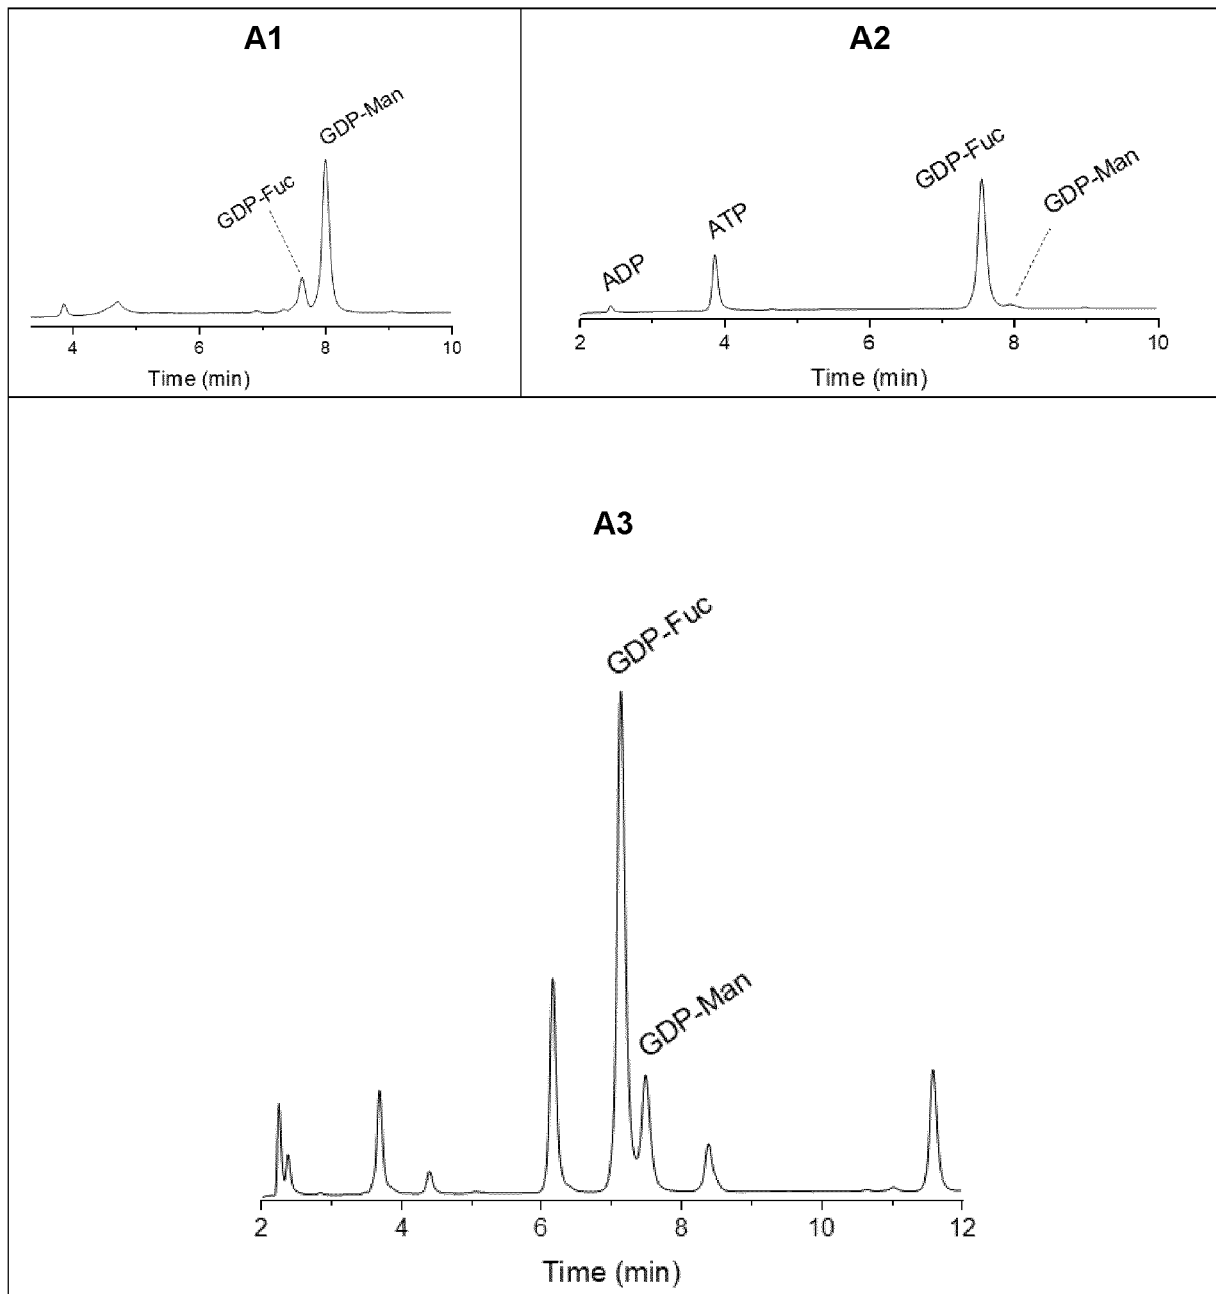 A1
GDP-Man
GDP-Fuc
4 6 8 10
Time (min)
A2
GDP-Fuc
GDP-Man
ATP
ADP
2 4 6 8 10
Time (min)
A3
GDP-Fuc
GDP-Man
2 4 6 8 10 12
Time (min)